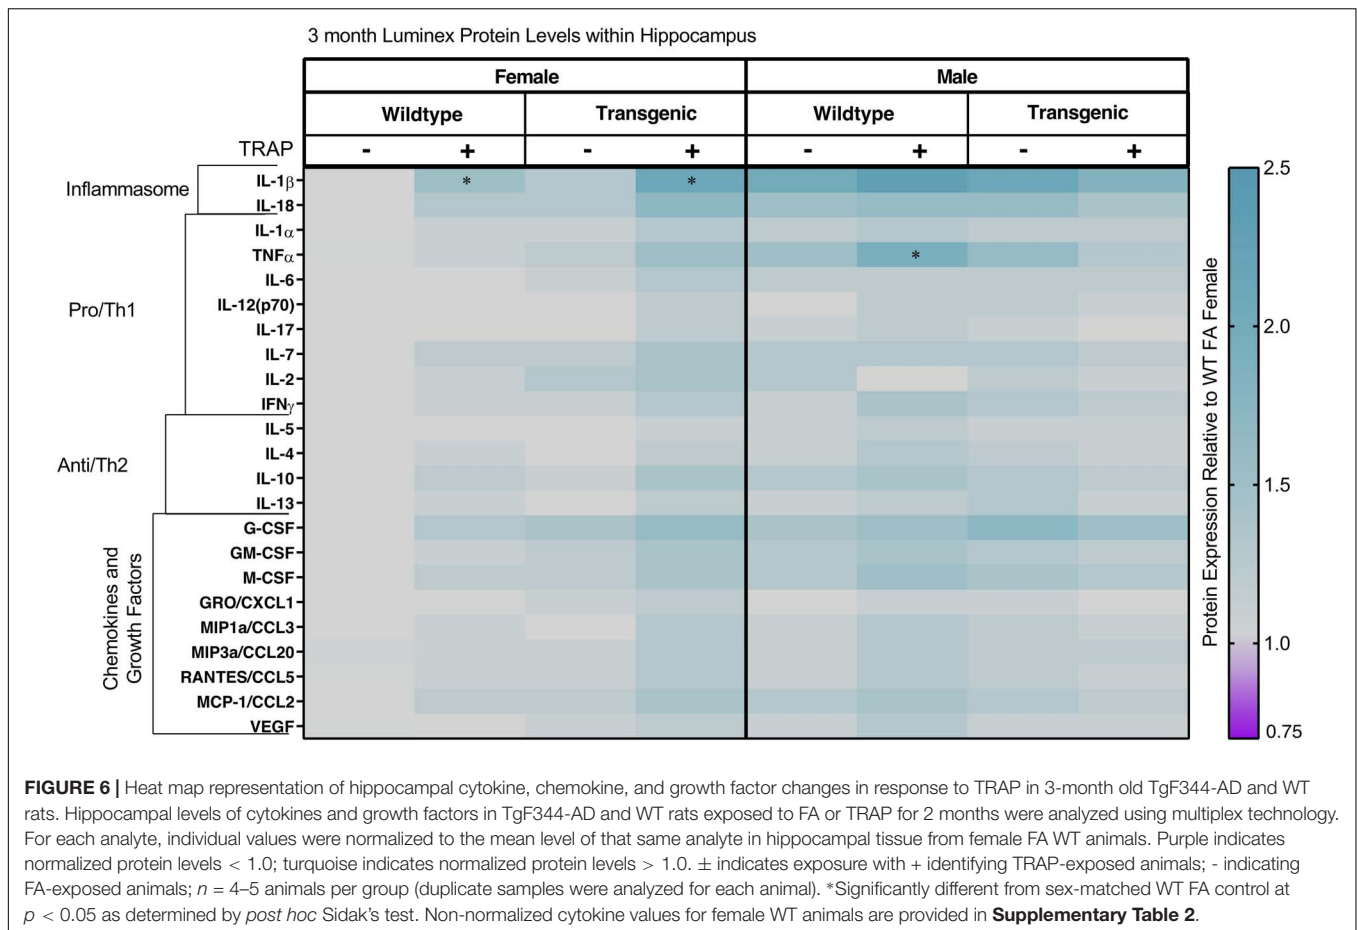 3 month Luminex Protein Levels within Hippocampus
Female Male
Wildtype Transgenic Wildtype Transgenic
TRAP - + - + - + - +
Inflammasome
IL-1β * *
IL-18
Pro/Th1
IL-1α
TNFα *
IL-6
IL-12(p70)
IL-17
IL-7
IL-2
IFNγ
Anti/Th2
IL-5
IL-4
IL-10
IL-13
Chemokines and
Growth Factors
G-CSF
GM-CSF
M-CSF
GRO/CXCL1
MIP1a/CCL3
MIP3a/CCL20
RANTES/CCL5
MCP-1/CCL2
VEGF
Protein Expression Relative to WT FA Female
2.5
2.0
1.5
1.0
0.75
FIGURE 6 | Heat map representation of hippocampal cytokine, chemokine, and growth factor changes in response to TRAP in 3-month old TgF344-AD and WT
rats. Hippocampal levels of cytokines and growth factors in TgF344-AD and WT rats exposed to FA or TRAP for 2 months were analyzed using multiplex technology.
For each analyte, individual values were normalized to the mean level of that same analyte in hippocampal tissue from female FA WT animals. Purple indicates
normalized protein levels < 1.0; turquoise indicates normalized protein levels > 1.0. ± indicates exposure with + identifying TRAP-exposed animals; - indicating
FA-exposed animals; n = 4–5 animals per group (duplicate samples were analyzed for each animal). *Significantly different from sex-matched WT FA control at
p < 0.05 as determined by post hoc Sidak's test. Non-normalized cytokine values for female WT animals are provided in Supplementary Table 2.